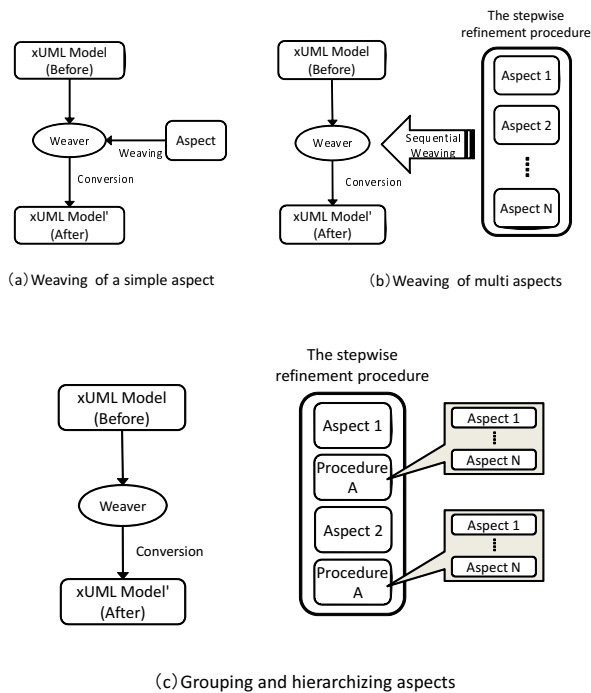 xUML Model
(Before)
Weaver
Aspect
Weaving
Conversion
xUML Model'
(After)
(a)Weaving of a simple aspect
The stepwise
refinement procedure
xUML Model
(Before)
Weaver
Sequential
Weaving
Conversion
xUML Model'
(After)
Aspect 1
Aspect 2
Aspect N
(b)Weaving of multi aspects
xUML Model
(Before)
Weaver
Conversion
xUML Model'
(After)
The stepwise
refinement procedure
Aspect 1
Procedure
A
Aspect 2
Procedure
A
Aspect 1
Aspect N
Aspect 1
Aspect N
(c)Grouping and hierarchizing aspects